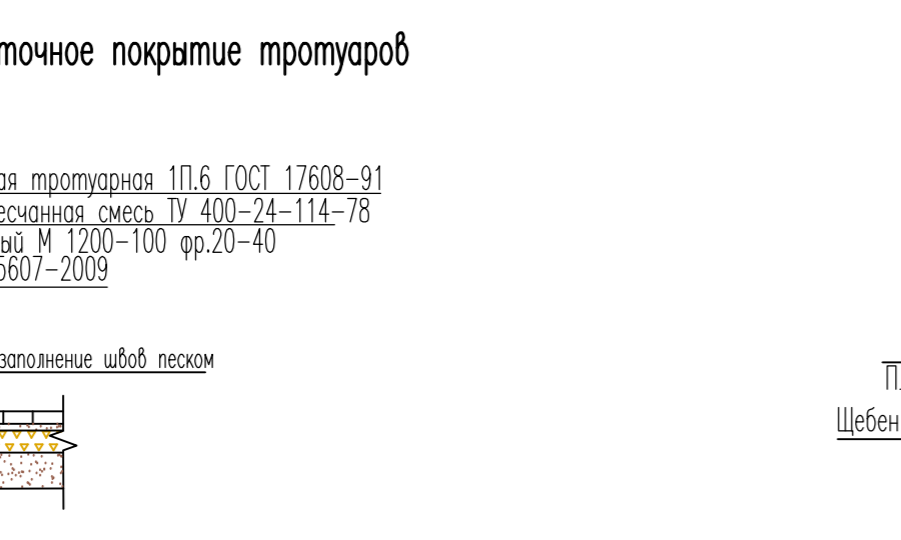 точное покрытие тротуаров
ая тротуарная 1П.6 ГОСТ 17608-91
есчанная смесь ТУ 400-24-114-78
ый М 1200-100 фр.20-40
5607-2009
заполнение швов песком
Щебен